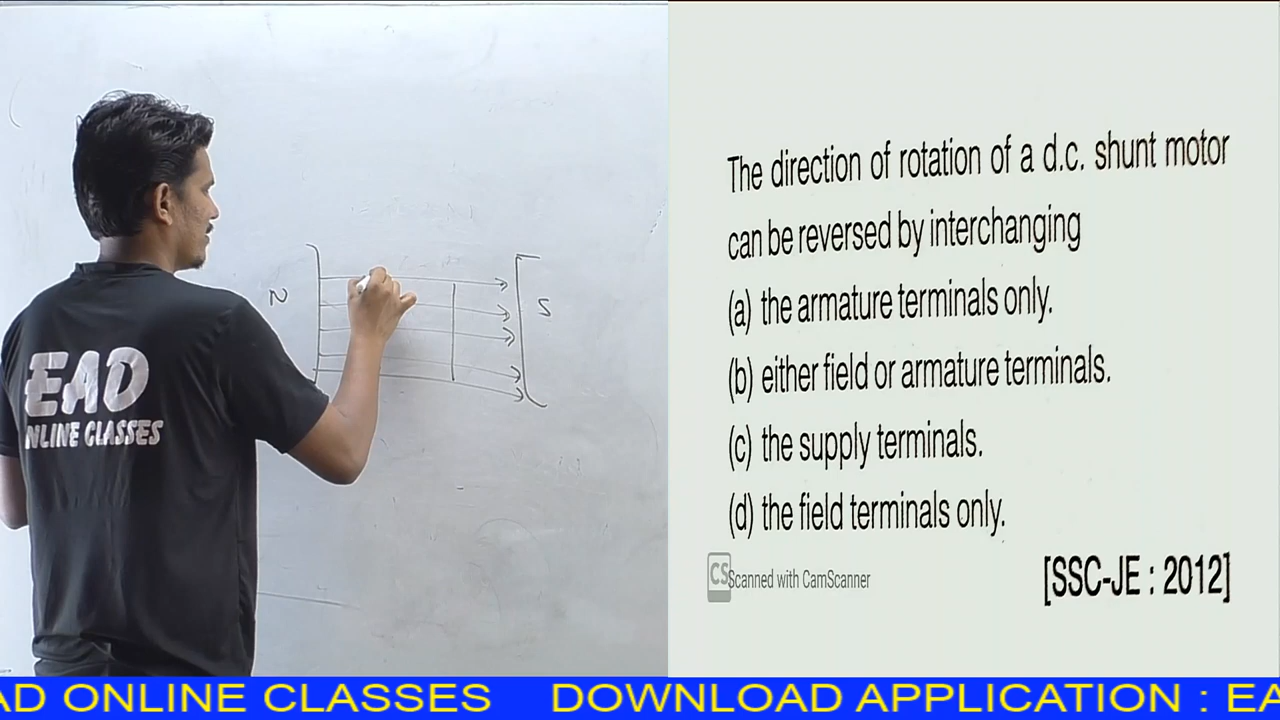 EAD
NLINE CLASSES
2
S
The direction of rotation of a d.c. shunt motor
can be reversed by interchanging
(a) the armature terminals only.
(b) either field or armature terminals.
(c) the supply terminals.
(d) the field terminals only.
CS Scanned with CamScanner
[SSC-JE : 2012]
AD ONLINE CLASSES DOWNLOAD APPLICATION : EA